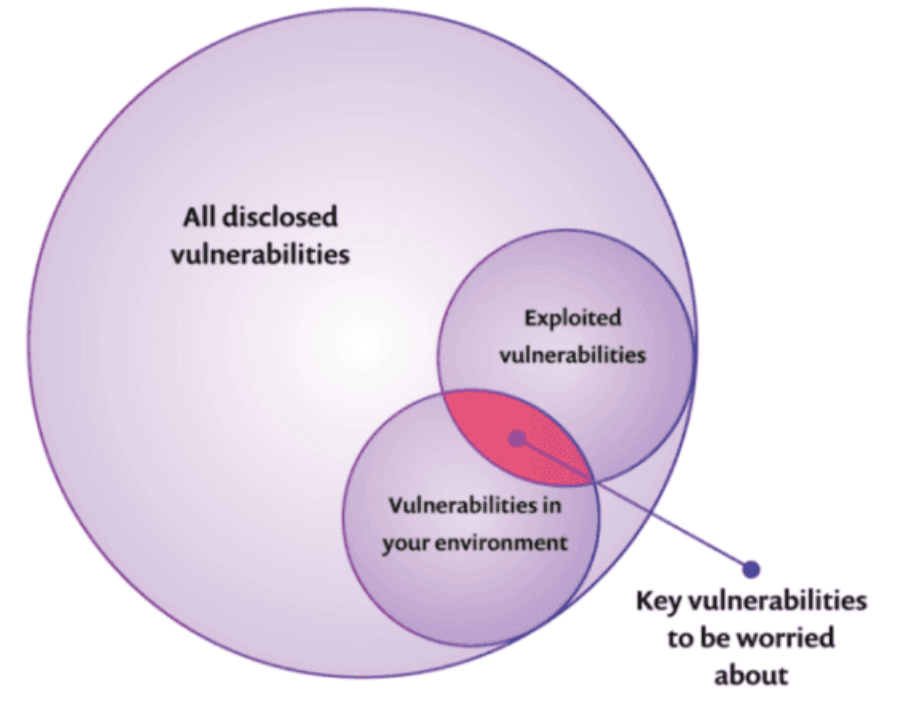 All disclosed
vulnerabilities
Exploited
vulnerabilities
Vulnerabilities in
your environment
Key vulnerabilities
to be worried
about